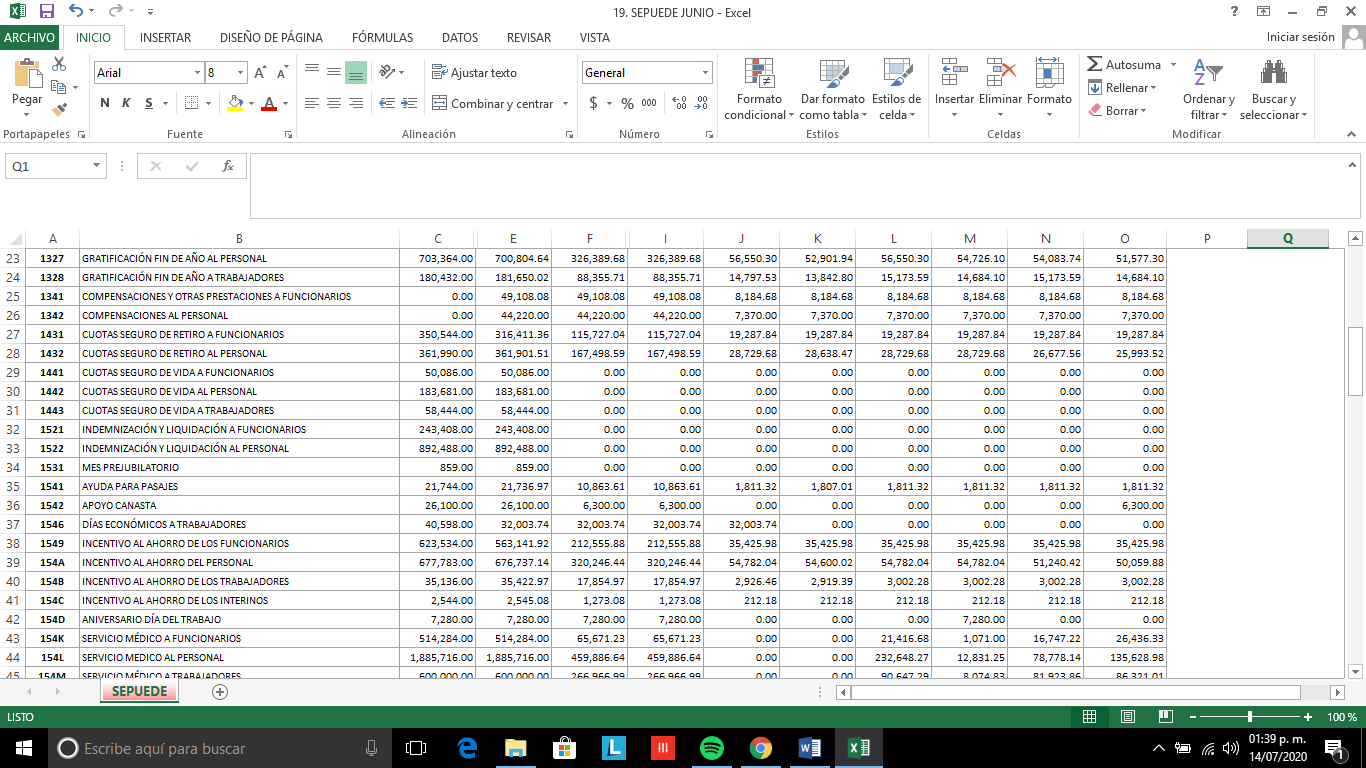 19. SEPUEDE JUNIO - Excel
ARCHIVO INICIO INSERTAR DISEÑO DE PÁGINA FÓRMULAS DATOS REVISAR VISTA Iniciar sesión
Pegar
Portapapeles
Arial 8
N K S
Fuente
Ajustar texto
Combinar y centrar
Alineación
General
$ % 000
Número
Formato condicional
Dar formato como tabla
Estilos de celda
Estilos
Insertar Eliminar Formato
Celdas
Autosuma
Rellenar
Borrar
Ordenar y filtrar
Buscar y seleccionar
Modificar
Q1
A B C E F I J K L M N O P Q
23 1327 GRATIFICACIÓN FIN DE AÑO AL PERSONAL 703,364.00 700,804.64 326,389.68 326,389.68 56,550.30 52,901.94 56,550.30 54,726.10 54,083.74 51,577.30
24 1328 GRATIFICACIÓN FIN DE AÑO A TRABAJADORES 180,432.00 181,650.02 88,355.71 88,355.71 14,797.53 13,842.80 15,173.59 14,684.10 15,173.59 14,684.10
25 1341 COMPENSACIONES Y OTRAS PRESTACIONES A FUNCIONARIOS 0.00 49,108.08 49,108.08 49,108.08 8,184.68 8,184.68 8,184.68 8,184.68 8,184.68 8,184.68
26 1342 COMPENSACIONES AL PERSONAL 0.00 44,220.00 44,220.00 44,220.00 7,370.00 7,370.00 7,370.00 7,370.00 7,370.00 7,370.00
27 1431 CUOTAS SEGURO DE RETIRO A FUNCIONARIOS 350,544.00 316,411.36 115,727.04 115,727.04 19,287.84 19,287.84 19,287.84 19,287.84 19,287.84 19,287.84
28 1432 CUOTAS SEGURO DE RETIRO AL PERSONAL 361,990.00 361,901.51 167,498.59 167,498.59 28,729.68 28,638.47 28,729.68 28,729.68 26,677.56 25,993.52
29 1441 CUOTAS SEGURO DE VIDA A FUNCIONARIOS 50,086.00 50,086.00 0.00 0.00 0.00 0.00 0.00 0.00 0.00 0.00
30 1442 CUOTAS SEGURO DE VIDA AL PERSONAL 183,681.00 183,681.00 0.00 0.00 0.00 0.00 0.00 0.00 0.00 0.00
31 1443 CUOTAS SEGURO DE VIDA A TRABAJADORES 58,444.00 58,444.00 0.00 0.00 0.00 0.00 0.00 0.00 0.00 0.00
32 1521 INDEMNIZACIÓN Y LIQUIDACIÓN A FUNCIONARIOS 243,408.00 243,408.00 0.00 0.00 0.00 0.00 0.00 0.00 0.00 0.00
33 1522 INDEMNIZACIÓN Y LIQUIDACIÓN AL PERSONAL 892,488.00 892,488.00 0.00 0.00 0.00 0.00 0.00 0.00 0.00 0.00
34 1531 MES PREJUBILATORIO 859.00 859.00 0.00 0.00 0.00 0.00 0.00 0.00 0.00 0.00
35 1541 AYUDA PARA PASAJES 21,744.00 21,736.97 10,863.61 10,863.61 1,811.32 1,807.01 1,811.32 1,811.32 1,811.32 1,811.32
36 1542 APOYO CANASTA 26,100.00 26,100.00 6,300.00 6,300.00 0.00 0.00 0.00 0.00 0.00 6,300.00
37 1546 DÍAS ECONÓMICOS A TRABAJADORES 40,598.00 32,003.74 32,003.74 32,003.74 32,003.74 0.00 0.00 0.00 0.00 0.00
38 1549 INCENTIVO AL AHORRO DE LOS FUNCIONARIOS 623,534.00 563,141.92 212,555.88 212,555.88 35,425.98 35,425.98 35,425.98 35,425.98 35,425.98 35,425.98
39 154A INCENTIVO AL AHORRO DEL PERSONAL 677,783.00 676,737.14 320,246.44 320,246.44 54,782.04 54,600.02 54,782.04 54,782.04 51,240.42 50,059.88
40 154B INCENTIVO AL AHORRO DE LOS TRABAJADORES 35,136.00 35,422.97 17,854.97 17,854.97 2,926.46 2,919.39 3,002.28 3,002.28 3,002.28 3,002.28
41 154C INCENTIVO AL AHORRO DE LOS INTERINOS 2,544.00 2,545.08 1,273.08 1,273.08 212.18 212.18 212.18 212.18 212.18 212.18
42 154D ANIVERSARIO DÍA DEL TRABAJO 7,280.00 7,280.00 7,280.00 7,280.00 0.00 0.00 0.00 7,280.00 0.00 0.00
43 154K SERVICIO MÉDICO A FUNCIONARIOS 514,284.00 514,284.00 65,671.23 65,671.23 0.00 0.00 21,416.68 1,071.00 16,747.22 26,436.33
44 154L SERVICIO MEDICO AL PERSONAL 1,885,716.00 1,885,716.00 459,886.64 459,886.64 0.00 0.00 232,648.27 12,831.25 78,778.14 135,628.98
45 154M SERVICIO MÉDICO A TRABAJADORES 600,000.00 600,000.00 266,966.99 266,966.99 0.00 0.00 90,647.29 8,074.83 81,923.86 86,321.01
SEPUEDE
LISTO 100 %
Escribe aquí para buscar
01:39 p. m.
14/07/2020
1